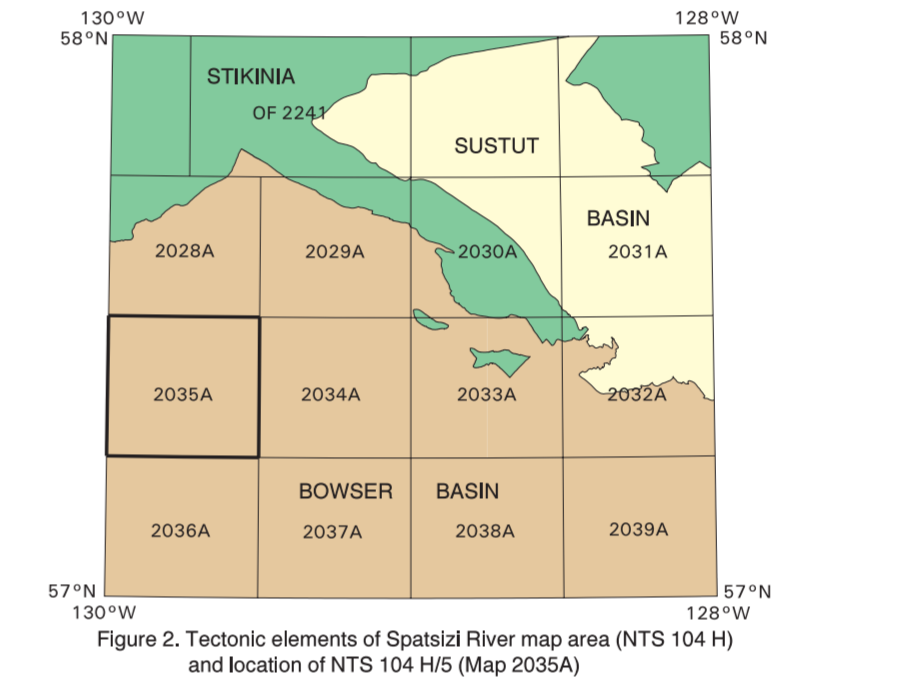 130°W 128°W
58°N 58°N
STIKINIA
OF 2241
SUSTUT
BASIN
2028A 2029A 2030A 2031A
2035A 2034A 2033A 2032A
BOWSER BASIN
2036A 2037A 2038A 2039A
57°N 57°N
130°W 128°W
Figure 2. Tectonic elements of Spatsizi River map area (NTS 104 H)
and location of NTS 104 H/5 (Map 2035A)